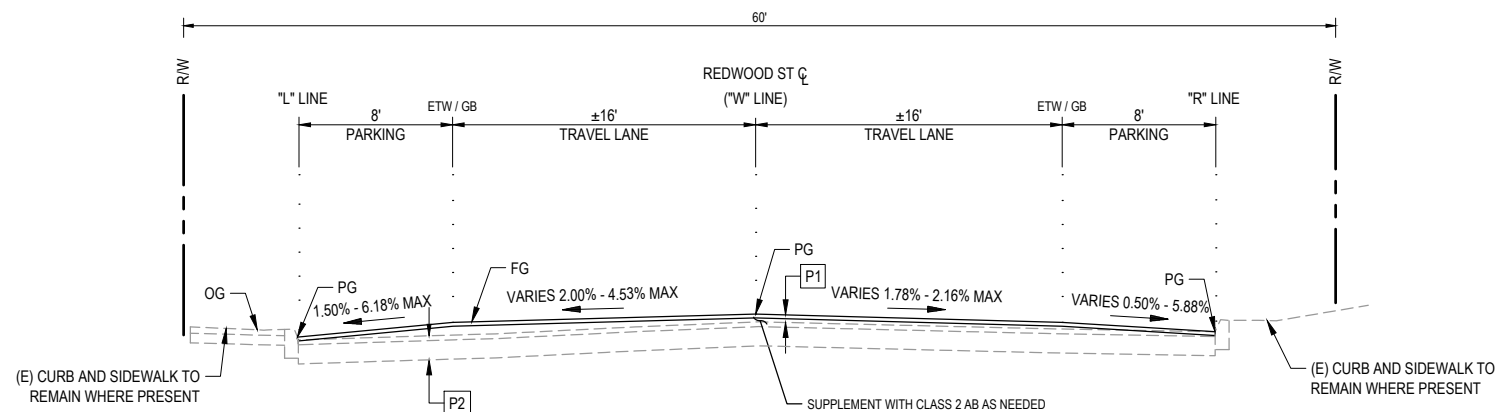 60'
R/W
R/W
REDWOOD ST ℄
("W" LINE)
"L" LINE
ETW / GB
ETW / GB
"R" LINE
8'
PARKING
±16'
TRAVEL LANE
±16'
TRAVEL LANE
8'
PARKING
OG
PG
1.50% - 6.18% MAX
FG
VARIES 2.00% - 4.53% MAX
PG
P1
VARIES 1.78% - 2.16% MAX
PG
VARIES 0.50% - 5.88%
(E) CURB AND SIDEWALK TO
REMAIN WHERE PRESENT
P2
SUPPLEMENT WITH CLASS 2 AB AS NEEDED
(E) CURB AND SIDEWALK TO
REMAIN WHERE PRESENT